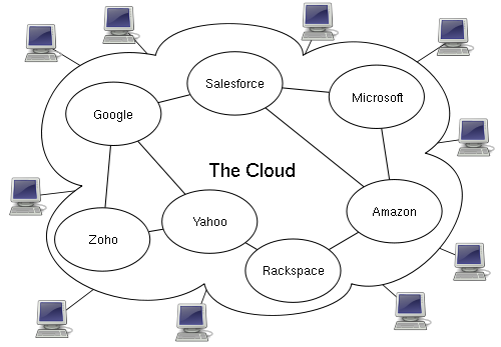 Salesforce
Microsoft
Google
The Cloud
Yahoo
Amazon
Zoho
Rackspace